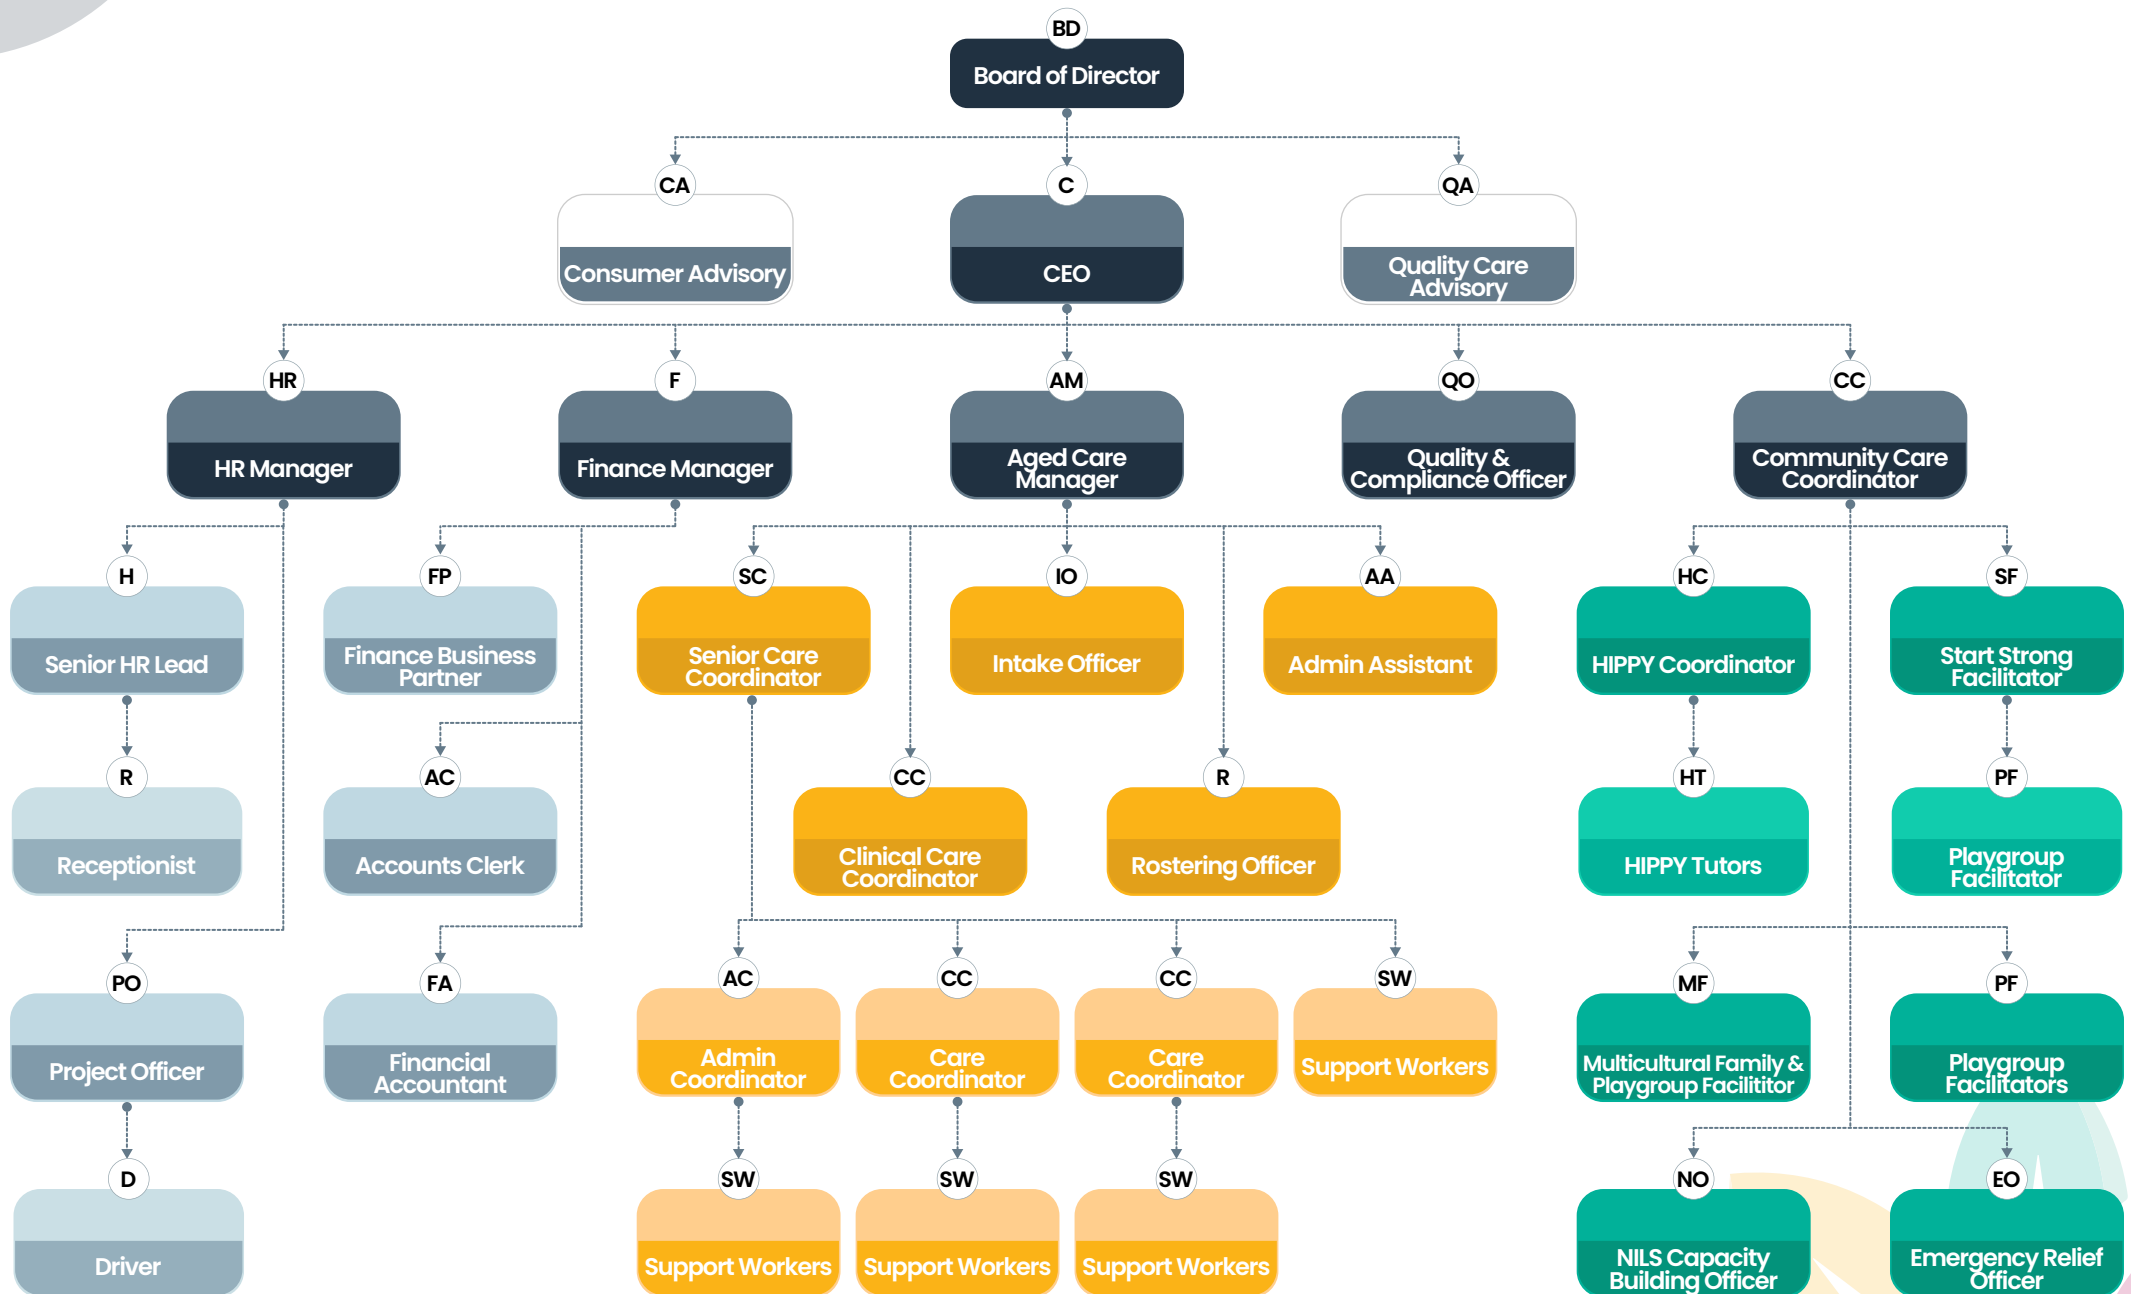 BD
Board of Director
CA
C
QA
Consumer Advisory
CEO
Quality Care
Advisory
HR
F
AM
QO
CC
HR Manager
Finance Manager
Aged Care
Manager
Quality &
Compliance Officer
Community Care
Coordinator
H
FP
SC
IO
AA
HC
SF
Senior HR Lead
Finance Business
Partner
Senior Care
Coordinator
Intake Officer
Admin Assistant
HIPPY Coordinator
Start Strong
Facilitator
R
AC
CC
R
HT
PF
Receptionist
Accounts Clerk
Clinical Care
Coordinator
Rostering Officer
HIPPY Tutors
Playgroup
Facilitator
PO
FA
AC
CC
CC
SW
MF
PF
Project Officer
Financial
Accountant
Admin
Coordinator
Care
Coordinator
Care
Coordinator
Support Workers
Multicultural Family &
Playgroup Facilititor
Playgroup
Facilitators
D
SW
SW
SW
NO
EO
Driver
Support Workers
Support Workers
Support Workers
NILS Capacity
Building Officer
Emergency Relief
Officer